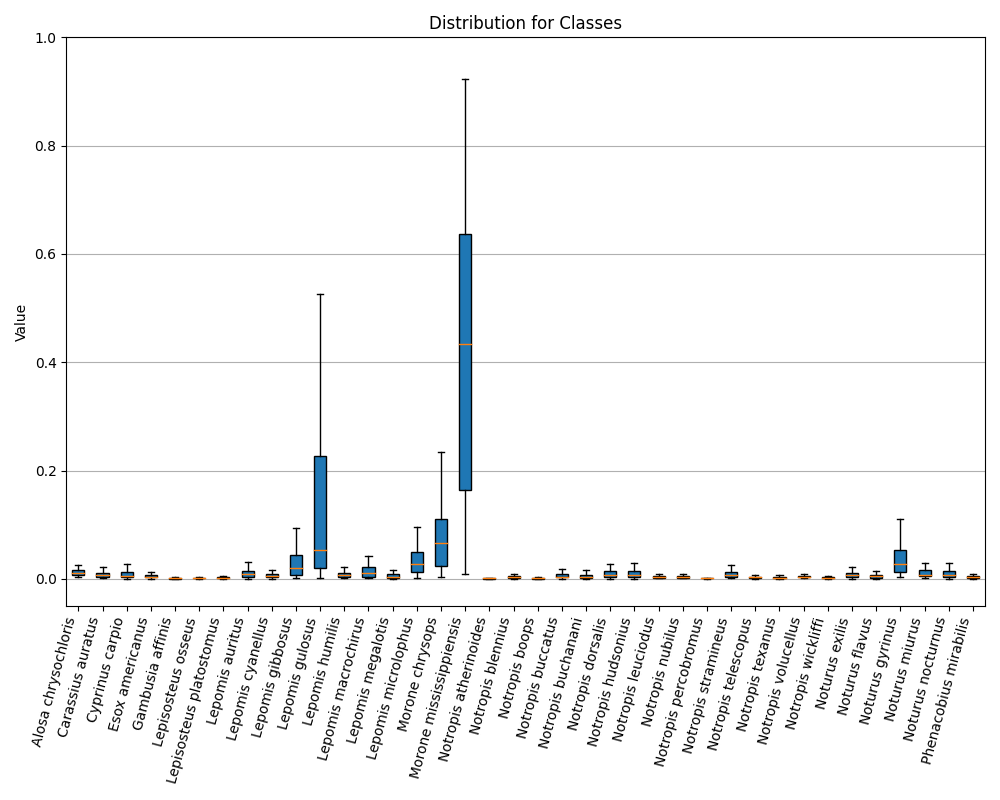 Distribution for Classes
1.0
0.8
0.6
0.4
0.2
0.0
Value
Alosa chrysochloris
Carassius auratus
Cyprinus carpio
Esox americanus
Gambusia affinis
Lepisosteus osseus
Lepisosteus platostomus
Lepomis auritus
Lepomis cyanellus
Lepomis gibbosus
Lepomis gulosus
Lepomis humilis
Lepomis macrochirus
Lepomis megalotis
Lepomis microlophus
Morone chrysops
Morone mississippiensis
Notropis atherinoides
Notropis blennius
Notropis boops
Notropis buccatus
Notropis buchanani
Notropis dorsalis
Notropis hudsonius
Notropis leuciodus
Notropis nubilus
Notropis percobromus
Notropis stramineus
Notropis telescopus
Notropis texanus
Notropis volucellus
Notropis wickliffi
Noturus exilis
Noturus flavus
Noturus gyrinus
Noturus miurus
Noturus nocturnus
Phenacobius mirabilis